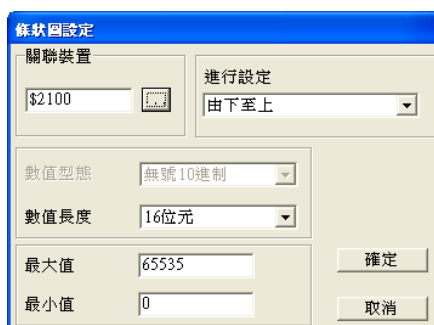 條狀圖設定
關聯裝置
$2100
...
進行設定
由下至上
數值型態
無號10進制
數值長度
16位元
最大值
65535
最小值
0
確定
取消